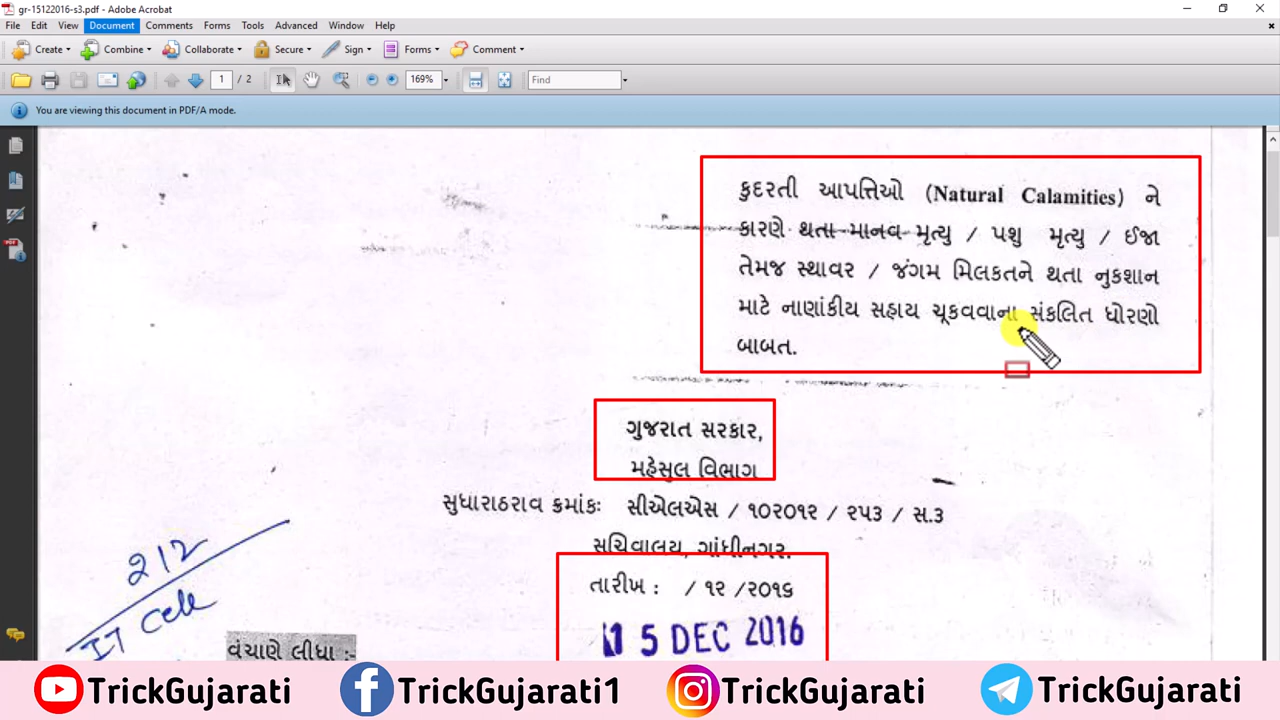 gr-15122016-s3.pdf - Adobe Acrobat
File Edit View Document Comments Forms Tools Advanced Window Help
Create Combine Collaborate Secure Sign Forms Comment
1 / 2 169% Find
You are viewing this document in PDF/A mode.
કુદરતી આપત્તિઓ (Natural Calamities) ને
કારણે થતા માનવ મૃત્યુ / પશુ મૃત્યુ / ઈજા
તેમજ સ્થાવર / જંગમ મિલકતને થતા નુકશાન
માટે નાણાંકીય સહાય ચૂકવવાના સંકલિત ધોરણો
બાબત.
ગુજરાત સરકાર,
મહેસુલ વિભાગ
સુધારાઠરાવ ક્રમાંકઃ સીએલએસ / ૧૦૨૦૧૨ / ૨૫૩ / સ.૩
સચિવાલય, ગાંધીનગર.
તારીખ : / ૧૨ /૨૦૧૬
15 DEC 2016
212
IT Cell
વંચાણે લીધા :-
TrickGujarati TrickGujarati1 TrickGujarati TrickGujarati